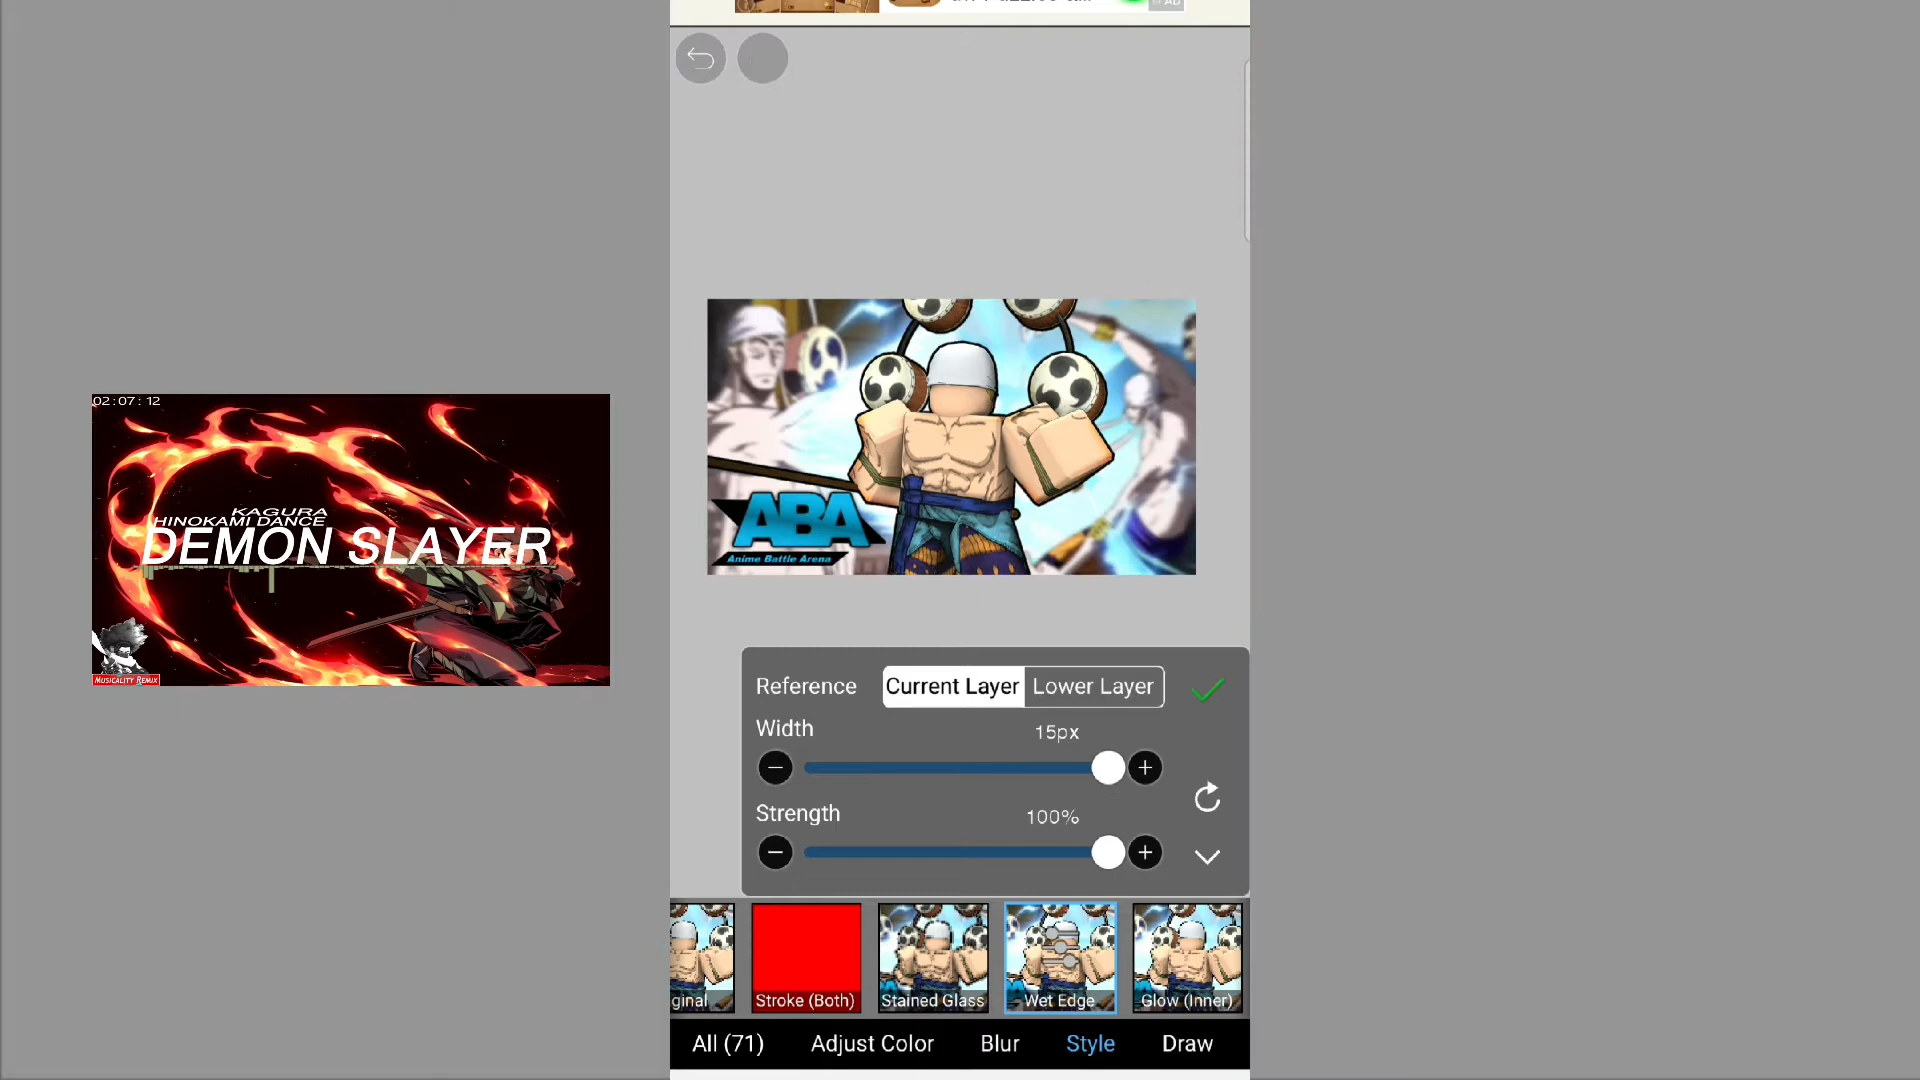 AD
02:07:12
KAGURA
HINOKAMI DANCE
DEMON SLAYER
MUSICALITY REMIX
ABA
Anime Battle Arena
Reference
Current Layer
Lower Layer
Width
15px
Strength
100%
ginal
Stroke (Both)
Stained Glass
Wet Edge
Glow (Inner)
All (71)
Adjust Color
Blur
Style
Draw